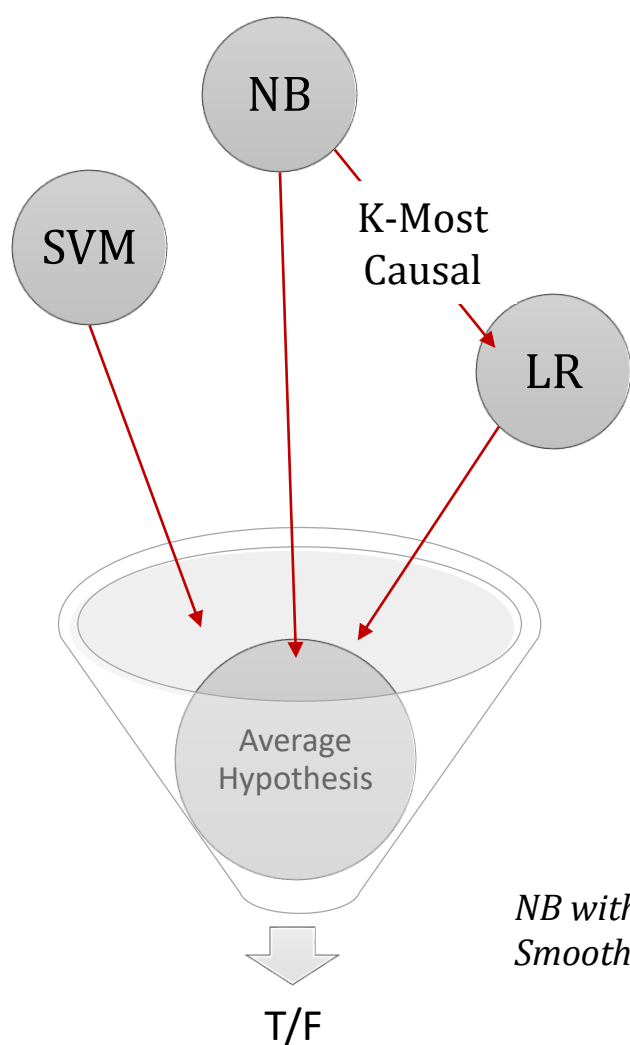 NB
SVM
K-Most
Causal
LR
Average
Hypothesis
NB with
Smooth
T/F